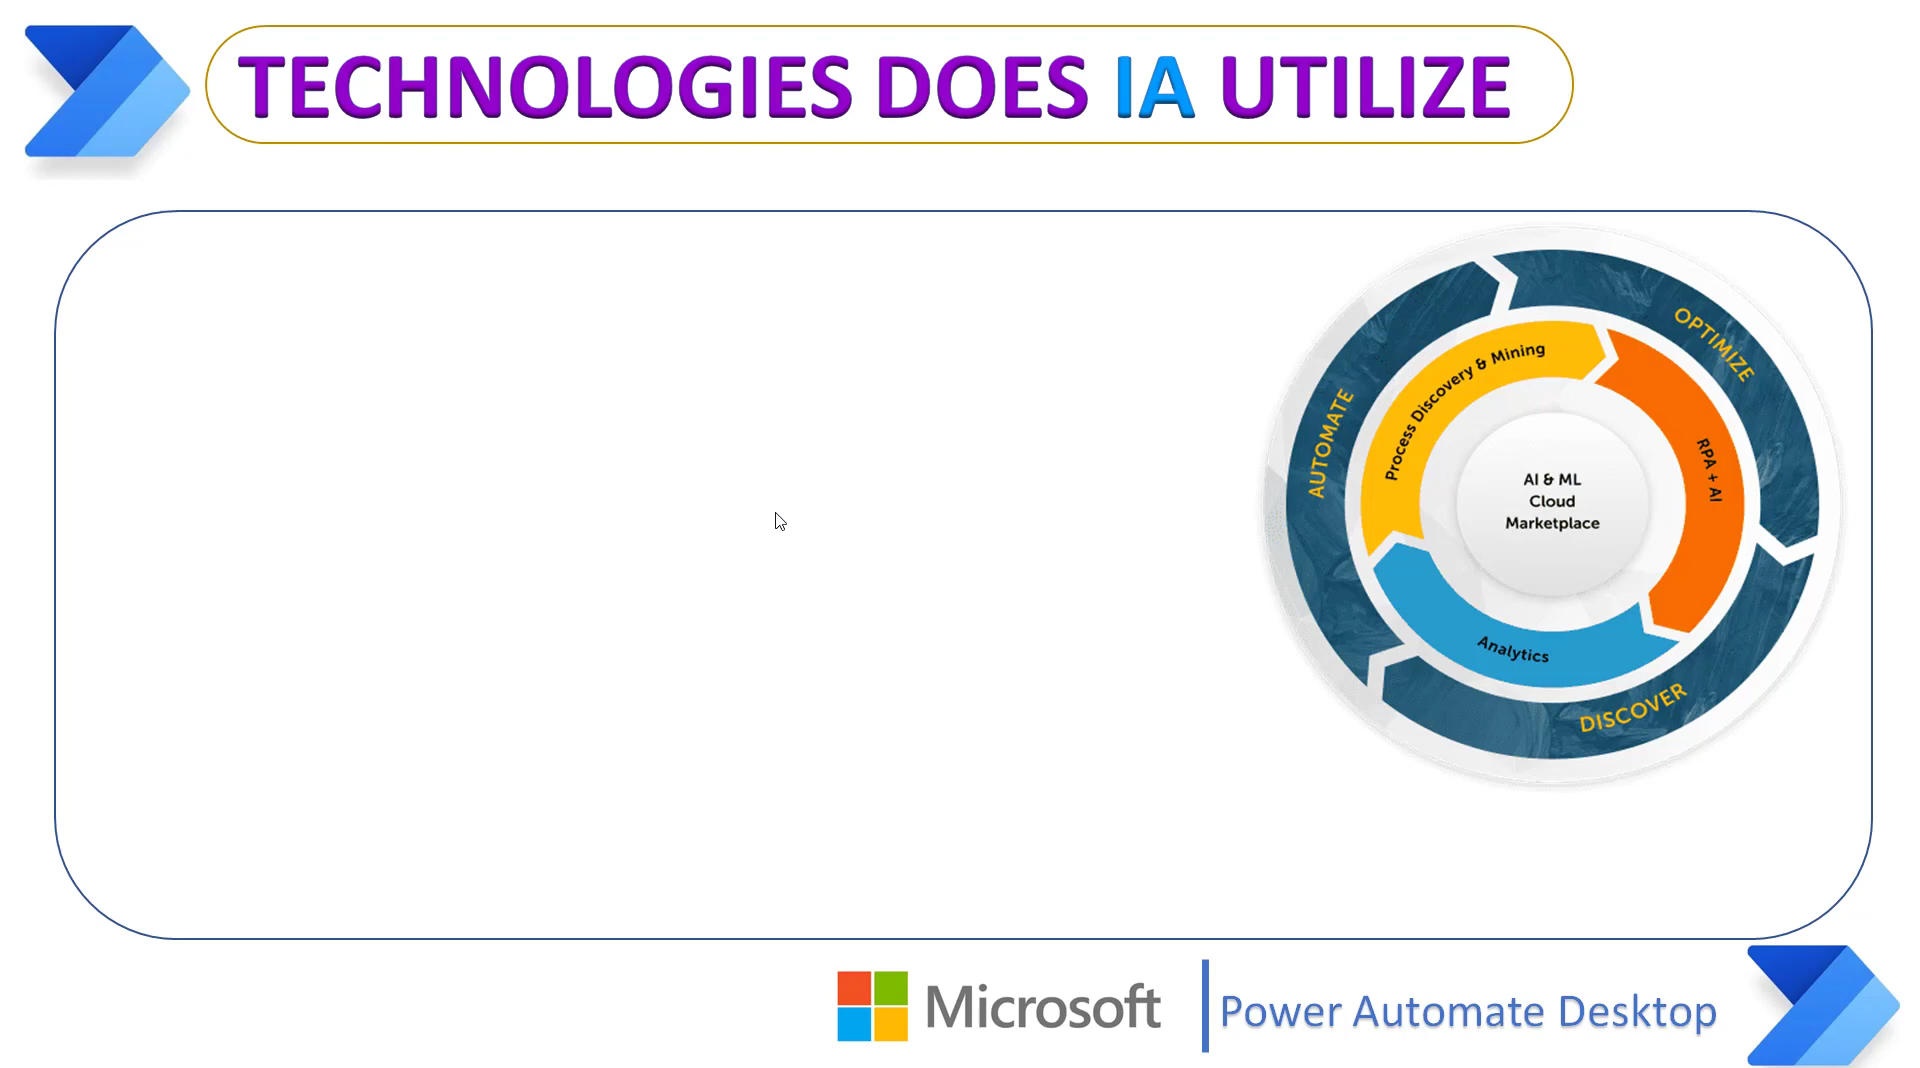 TECHNOLOGIES DOES IA UTILIZE
AUTOMATE
OPTIMIZE
DISCOVER
Process Discovery & Mining
RPA + AI
Analytics
AI & ML
Cloud
Marketplace
Microsoft
Power Automate Desktop